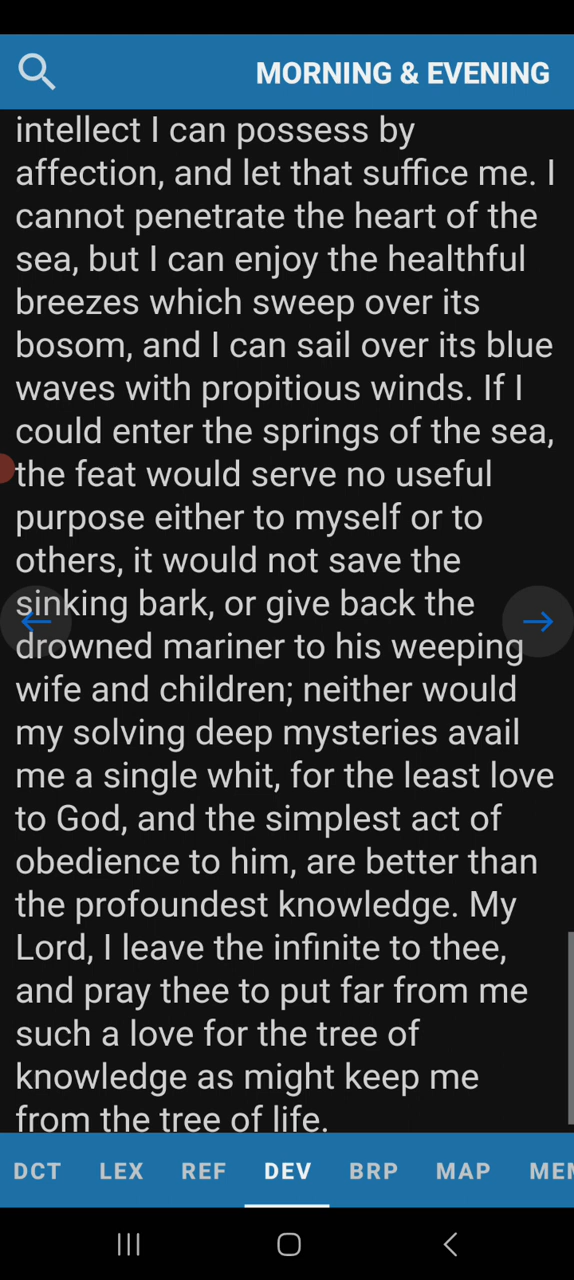 MORNING & EVENING
intellect I can possess by
affection, and let that suffice me. I
cannot penetrate the heart of the
sea, but I can enjoy the healthful
breezes which sweep over its
bosom, and I can sail over its blue
waves with propitious winds. If I
could enter the springs of the sea,
the feat would serve no useful
purpose either to myself or to
others, it would not save the
sinking bark, or give back the
drowned mariner to his weeping
wife and children; neither would
my solving deep mysteries avail
me a single whit, for the least love
to God, and the simplest act of
obedience to him, are better than
the profoundest knowledge. My
Lord, I leave the infinite to thee,
and pray thee to put far from me
such a love for the tree of
knowledge as might keep me
from the tree of life.
DCT LEX REF DEV BRP MAP MEM